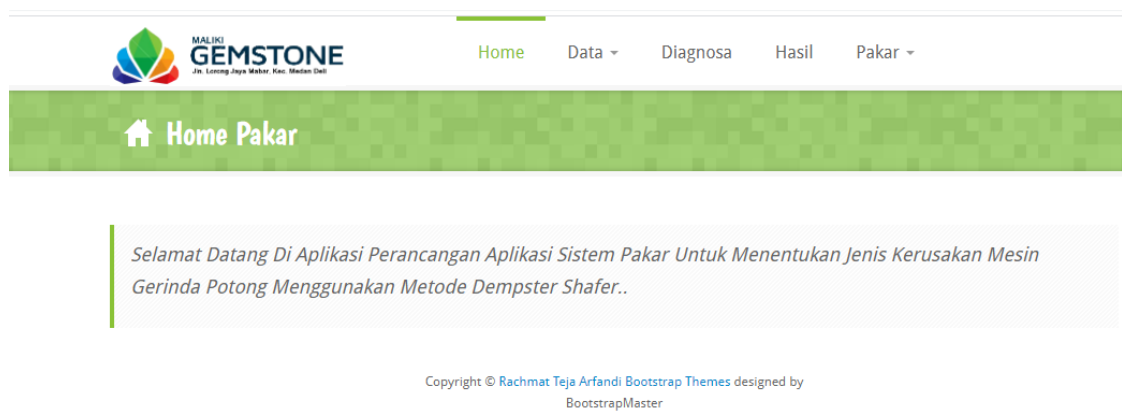 MALIKI
GEMSTONE
Jn. Lorong Jaya Mabar, Kec. Medan Deli
Home Data Diagnosa Hasil Pakar
Home Pakar
Selamat Datang Di Aplikasi Perancangan Aplikasi Sistem Pakar Untuk Menentukan Jenis Kerusakan Mesin
Gerinda Potong Menggunakan Metode Dempster Shafer..
Copyright © Rachmat Teja Arfandi Bootstrap Themes designed by
BootstrapMaster